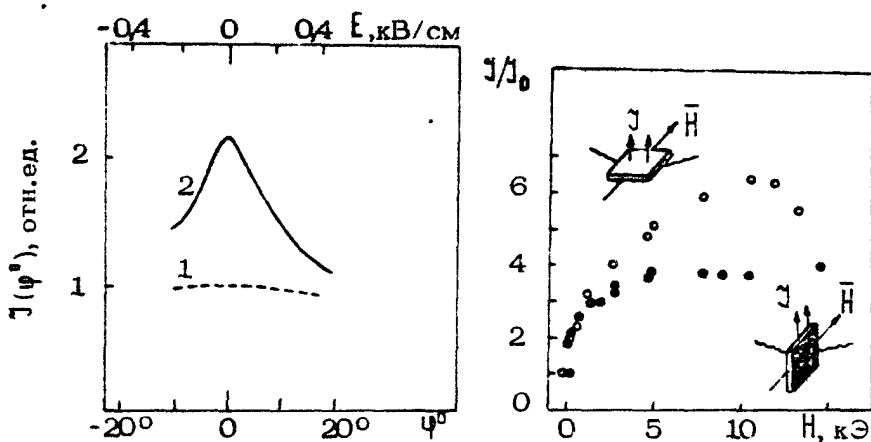 -0,4 0 0,4 E,кВ/см
J(φ°), отн.ед.
2
1
2
1
-20° 0 20° φ°
J/J₀
J H̅
6
4
2
0
J H̅
0 5 10 H, кЭ